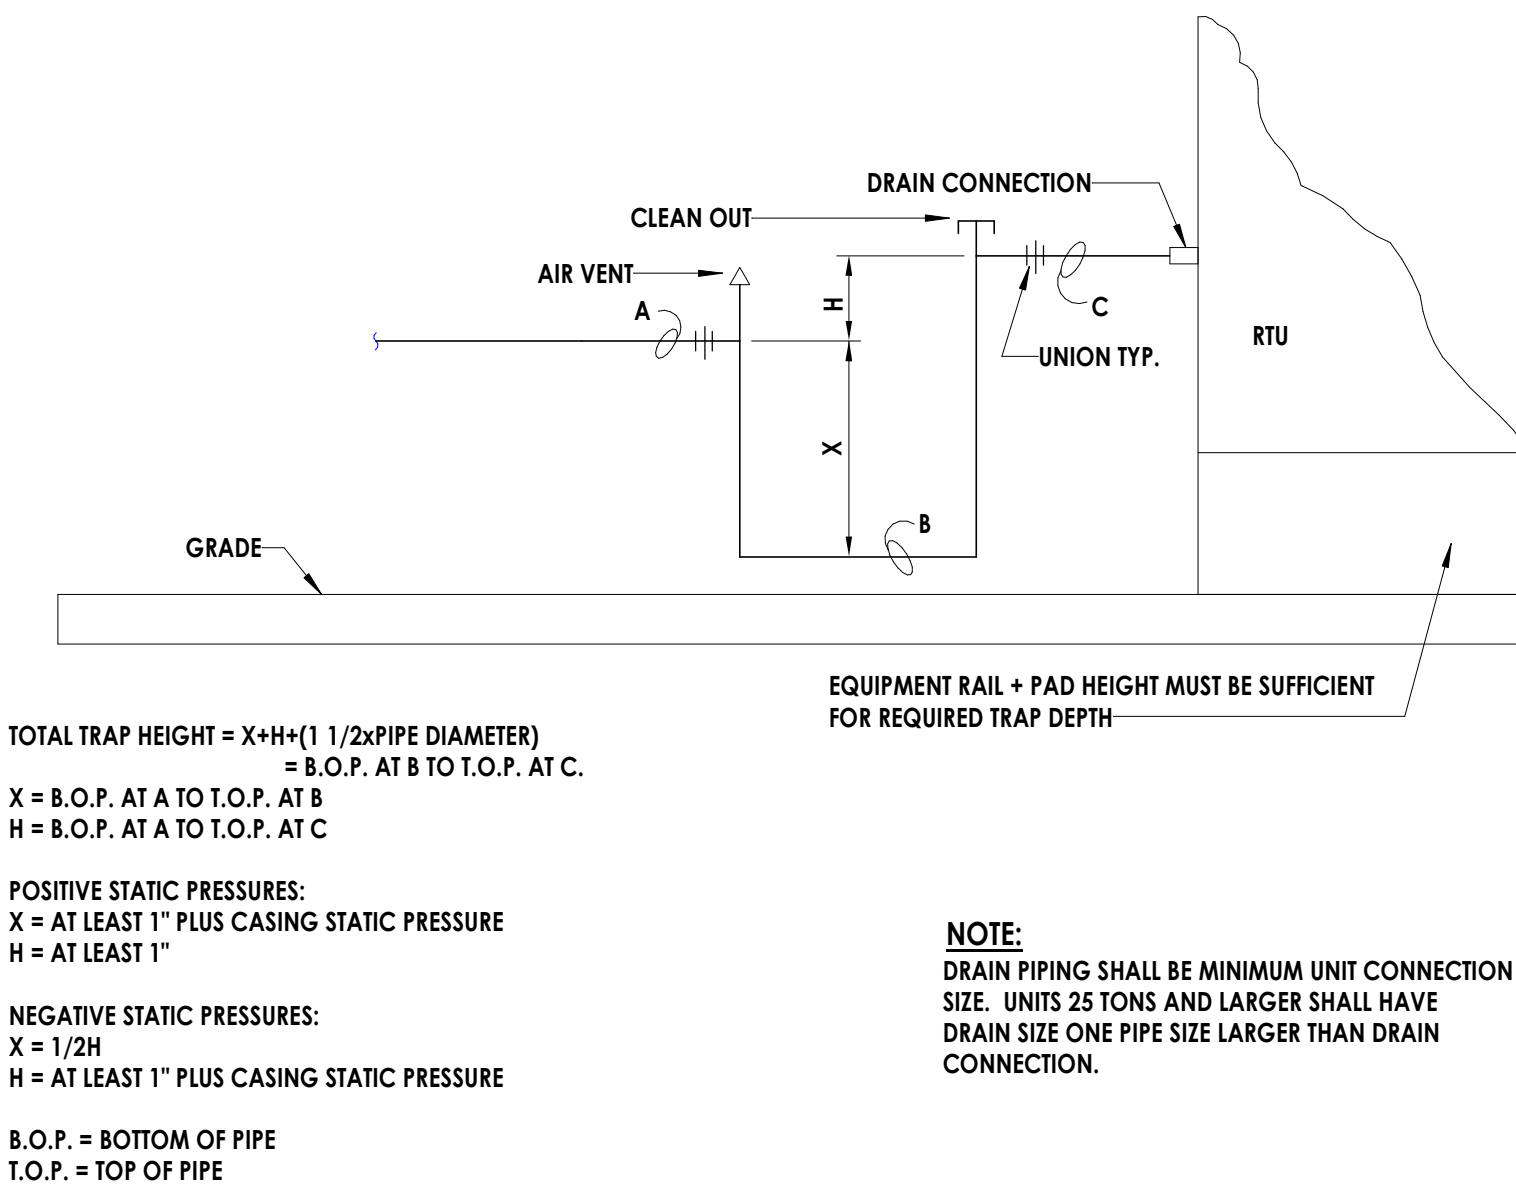 DRAIN CONNECTION
CLEAN OUT
AIR VENT
A
H
C
RTU
UNION TYP.
X
B
GRADE
EQUIPMENT RAIL + PAD HEIGHT MUST BE SUFFICIENT
FOR REQUIRED TRAP DEPTH
TOTAL TRAP HEIGHT = X+H+(1 1/2xPIPE DIAMETER)
= B.O.P. AT B TO T.O.P. AT C.
X = B.O.P. AT A TO T.O.P. AT B
H = B.O.P. AT A TO T.O.P. AT C
POSITIVE STATIC PRESSURES:
X = AT LEAST 1" PLUS CASING STATIC PRESSURE
H = AT LEAST 1"
NEGATIVE STATIC PRESSURES:
X = 1/2H
H = AT LEAST 1" PLUS CASING STATIC PRESSURE
B.O.P. = BOTTOM OF PIPE
T.O.P. = TOP OF PIPE
NOTE:
DRAIN PIPING SHALL BE MINIMUM UNIT CONNECTION
SIZE. UNITS 25 TONS AND LARGER SHALL HAVE
DRAIN SIZE ONE PIPE SIZE LARGER THAN DRAIN
CONNECTION.